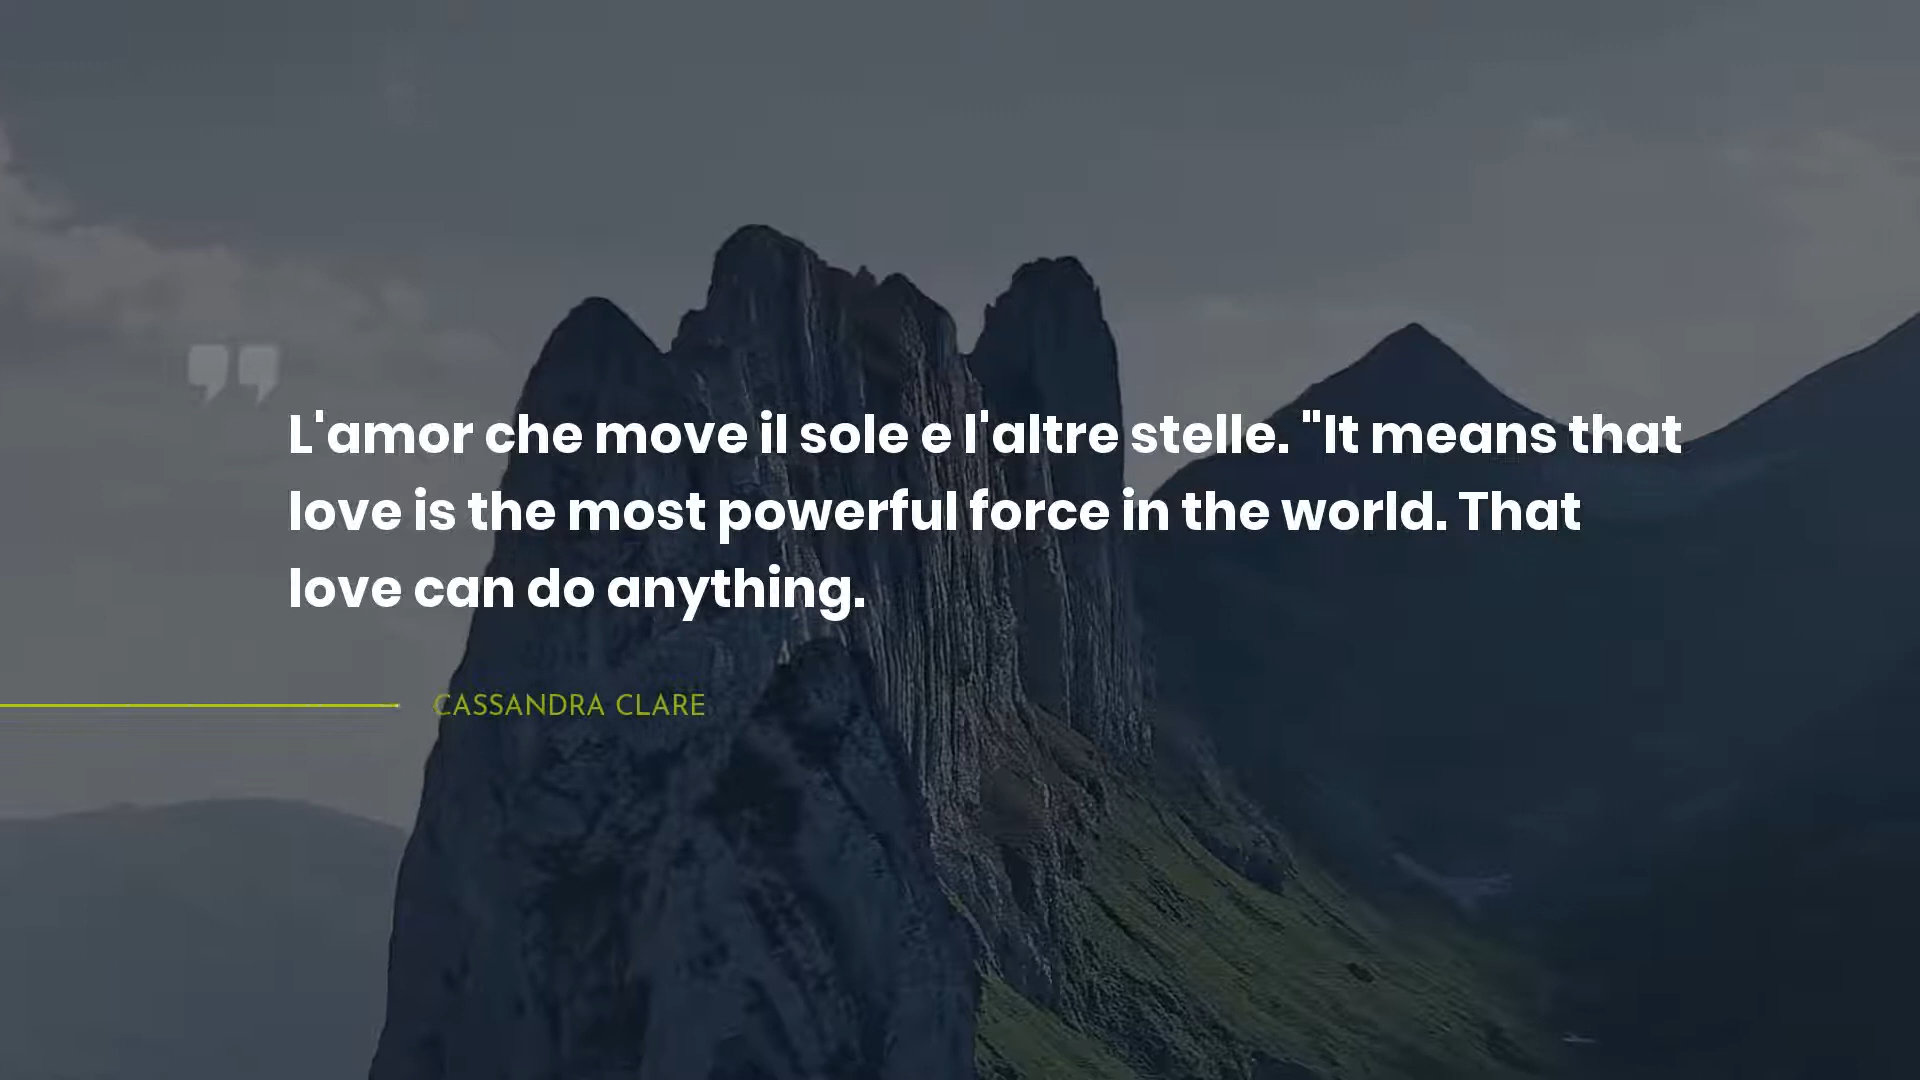 L'amor che move il sole e l'altre stelle. "It means that
love is the most powerful force in the world. That
love can do anything.
CASSANDRA CLARE